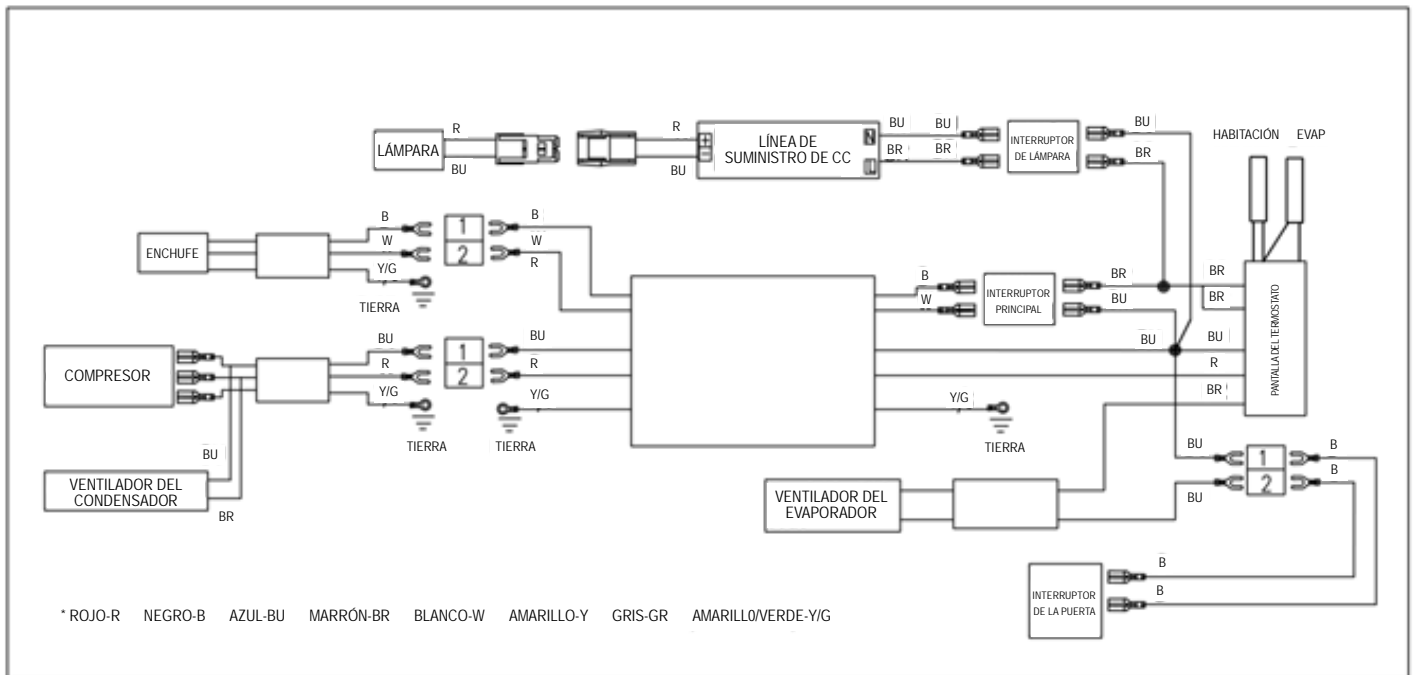 R
LÁMPARA
BU
R
BU
+
−
LÍNEA DE
SUMINISTRO DE CC
N
L
BU
BR
BU
BR
INTERRUPTOR
DE LÁMPARA
BU
BR
HABITACIÓN EVAP
ENCHUFE
B
W
Y/G
TIERRA
1
2
B
W
R
B
W
INTERRUPTOR
PRINCIPAL
BR
BU
BR
BR
BU
BU
R
BR
PANTALLA DEL TERMOSTATO
COMPRESOR
BU
R
Y/G
TIERRA
1
2
BU
R
Y/G
TIERRA
Y/G
TIERRA
BU
VENTILADOR DEL
CONDENSADOR
BR
VENTILADOR DEL
EVAPORADOR
BU
BU
1
2
B
B
INTERRUPTOR
DE LA PUERTA
B
B
* ROJO-R NEGRO-B AZUL-BU MARRÓN-BR BLANCO-W AMARILLO-Y GRIS-GR AMARILL0/VERDE-Y/G